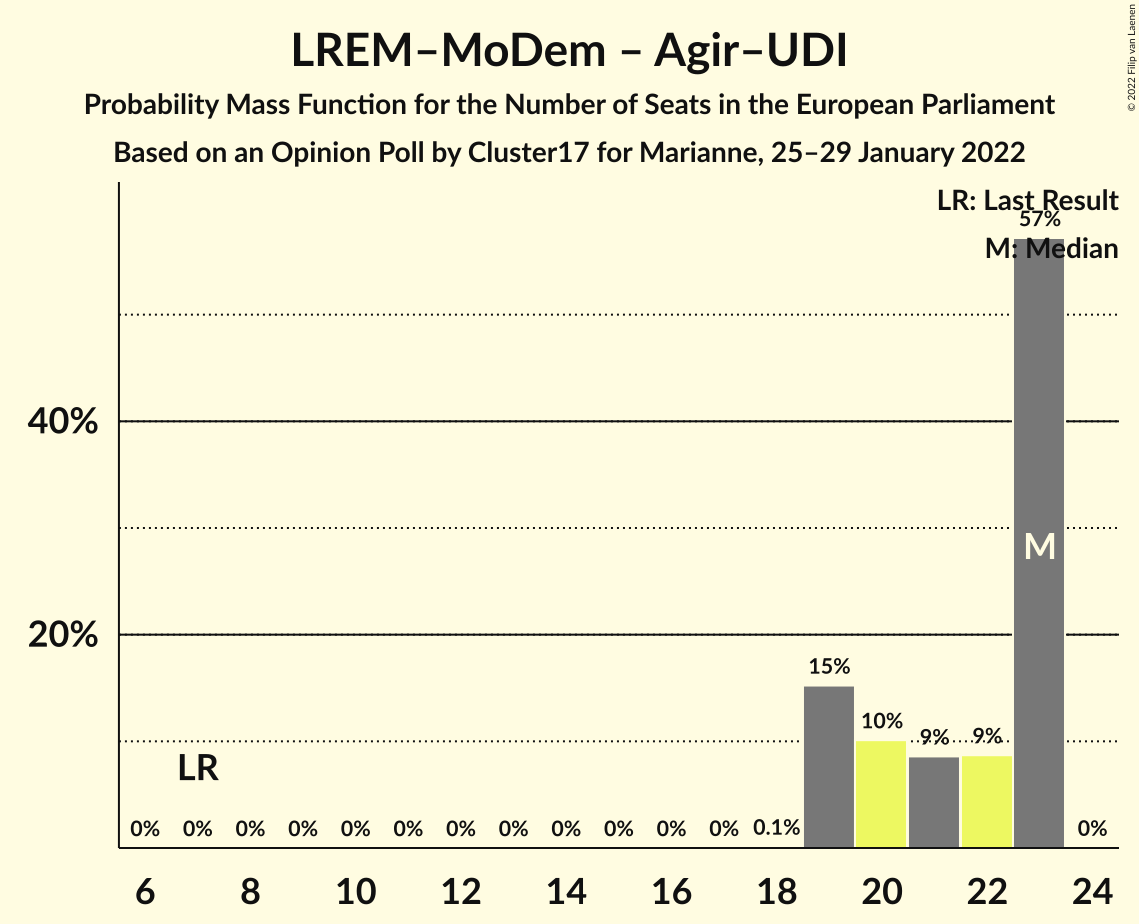 LREM–MoDem – Agir–UDI
Probability Mass Function for the Number of Seats in the European Parliament
Based on an Opinion Poll by Cluster17 for Marianne, 25–29 January 2022
© 2022 Filip van Laenen
LR: Last Result
57%
M: Median
40%
M
20%
15%
10%
9% 9%
LR
0% 0% 0% 0% 0% 0% 0% 0% 0% 0% 0% 0% 0.1% 0%
6 8 10 12 14 16 18 20 22 24